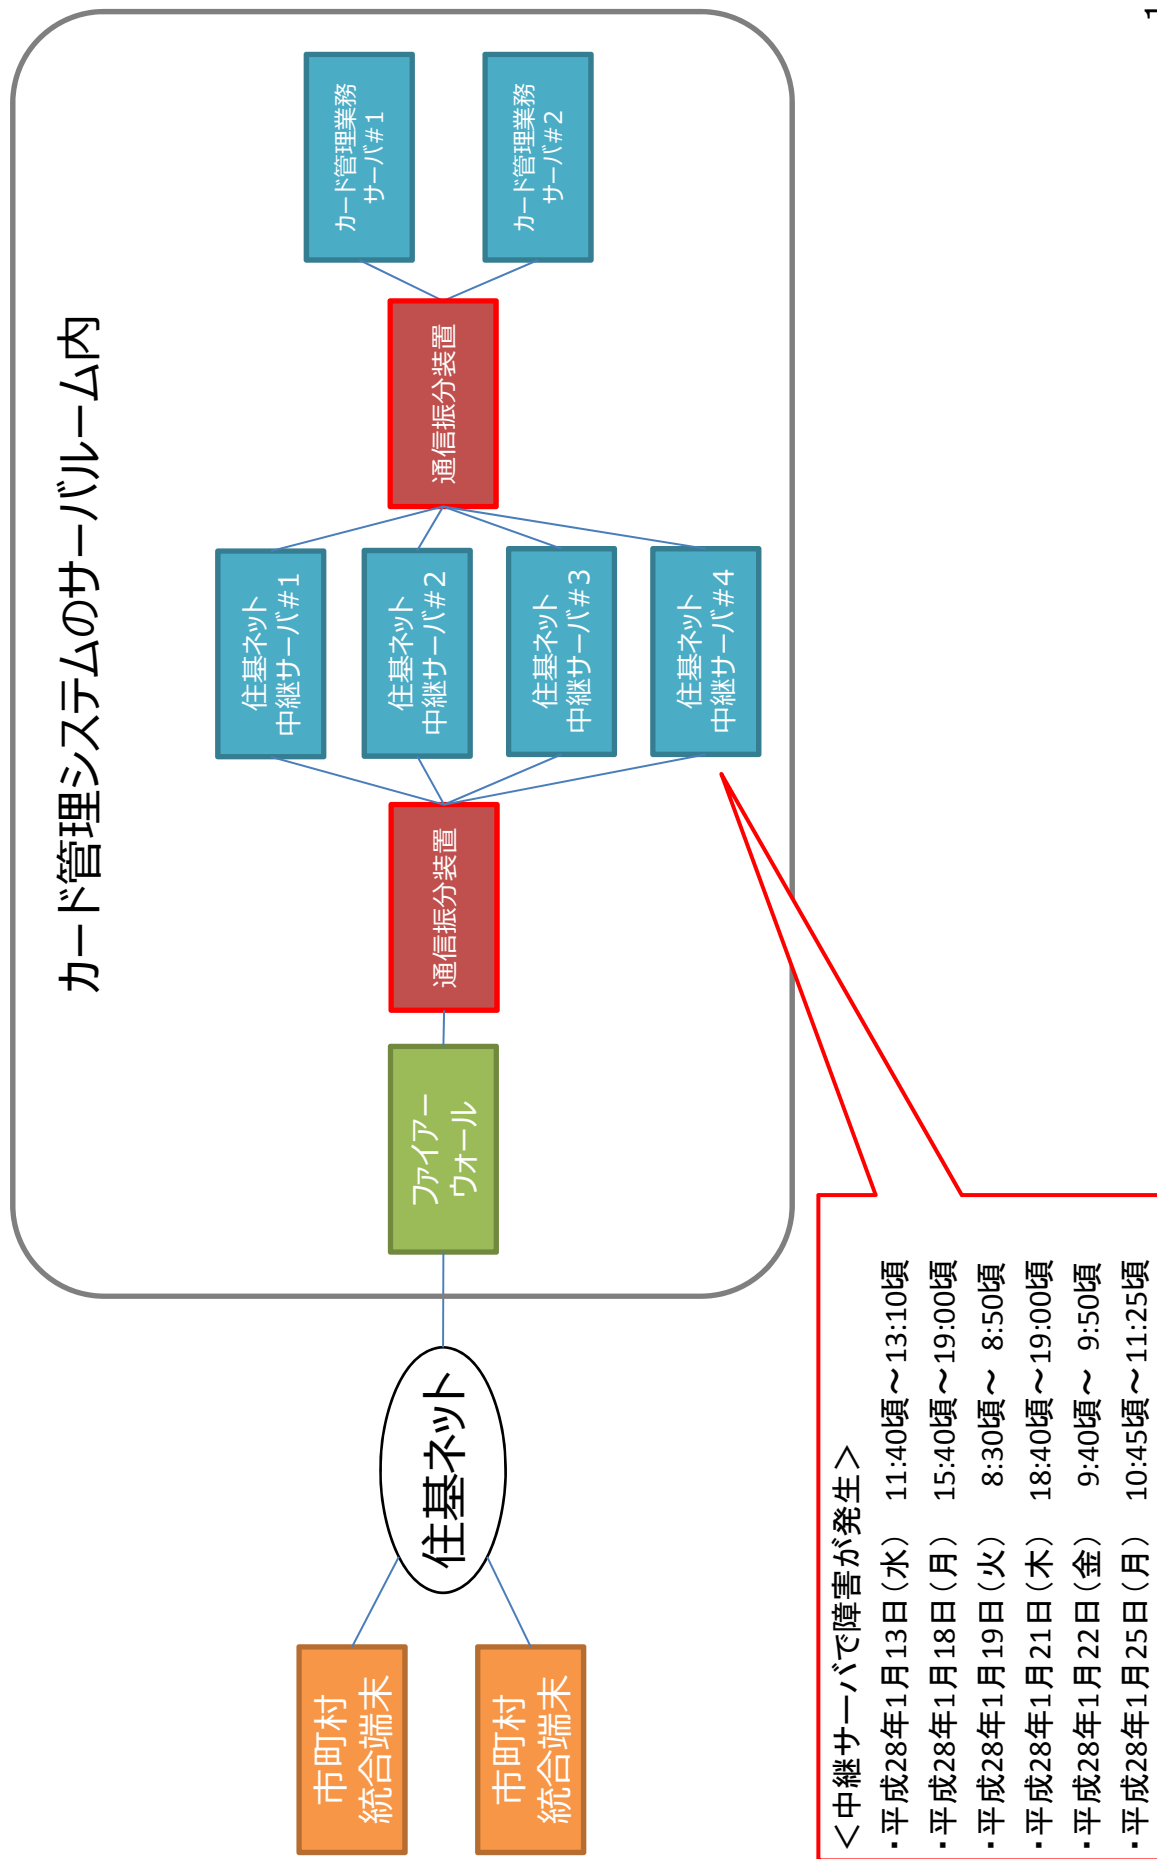 カード管理システムのサーバルーム内
市町村
統合端末
市町村
統合端末
住基ネット
ファイアー
ウォール
通信振分装置
住基ネット
中継サーバ#1
住基ネット
中継サーバ#2
住基ネット
中継サーバ#3
住基ネット
中継サーバ#4
通信振分装置
カード管理業務
サーバ#1
カード管理業務
サーバ#2
＜中継サーバで障害が発生＞
・平成28年1月13日(水) 11:40頃～13:10頃
・平成28年1月18日(月) 15:40頃～19:00頃
・平成28年1月19日(火) 8:30頃～ 8:50頃
・平成28年1月21日(木) 18:40頃～19:00頃
・平成28年1月22日(金) 9:40頃～ 9:50頃
・平成28年1月25日(月) 10:45頃～11:25頃
1